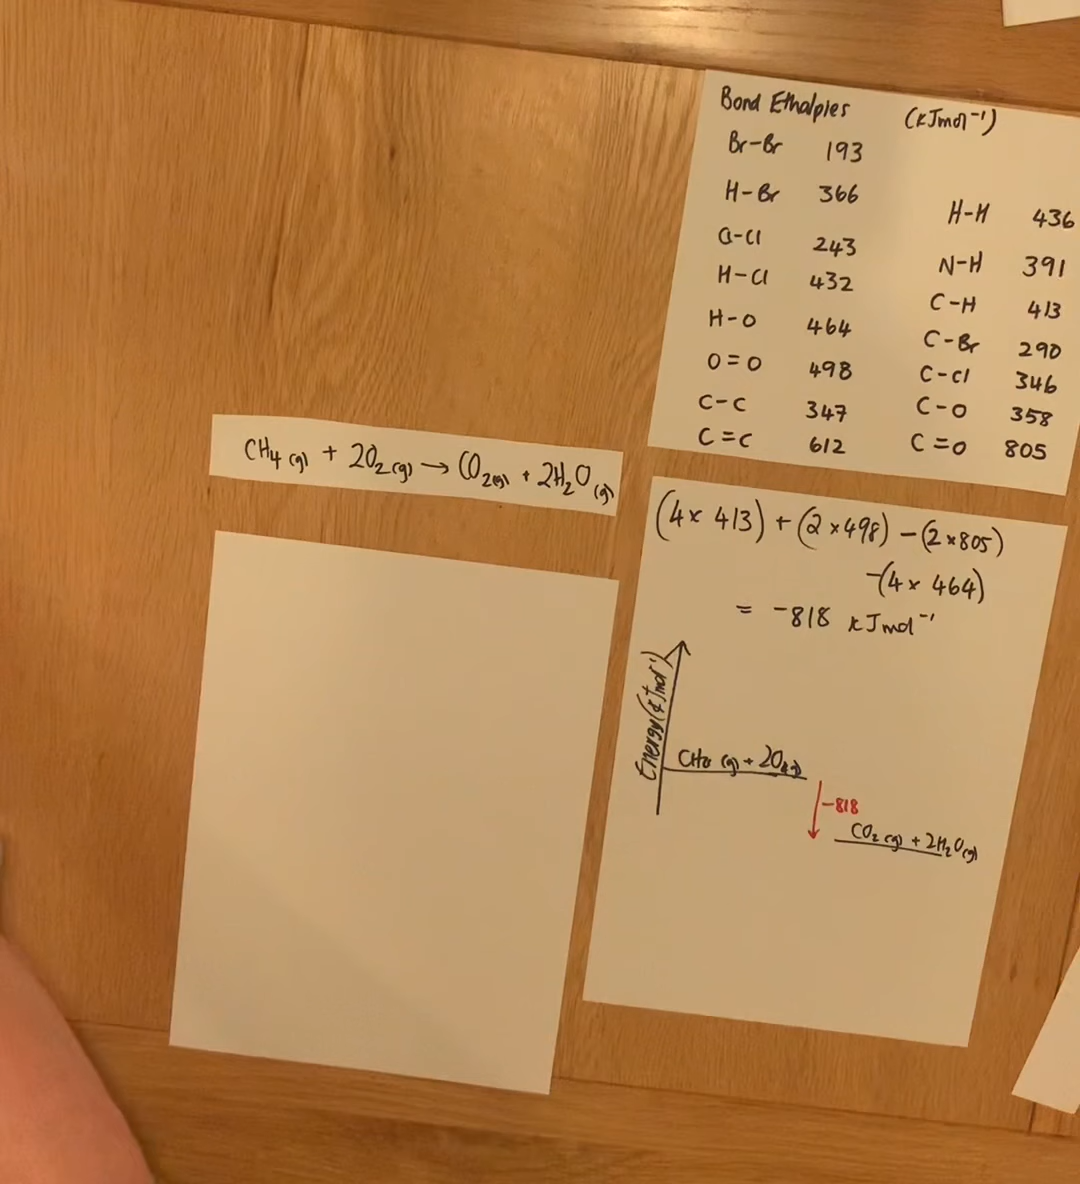 Bond Ethalpies (kJmol⁻¹)
Br-Br 193
H-Br 366
Cl-Cl 243
H-Cl 432
H-O 464
O=O 498
C-C 347
C=C 612
H-H 436
N-H 391
C-H 413
C-Br 290
C-Cl 346
C-O 358
C=O 805
CH₄ (g) + 2O₂ (g) → CO₂ (g) + 2H₂O (g)
(4 × 413) + (2 × 498) - (2 × 805)
-(4 × 464)
= -818 kJmol⁻¹
Energy (kJmol⁻¹)
CH₄ (g) + 2O₂ (g)
-818
CO₂ (g) + 2H₂O (g)